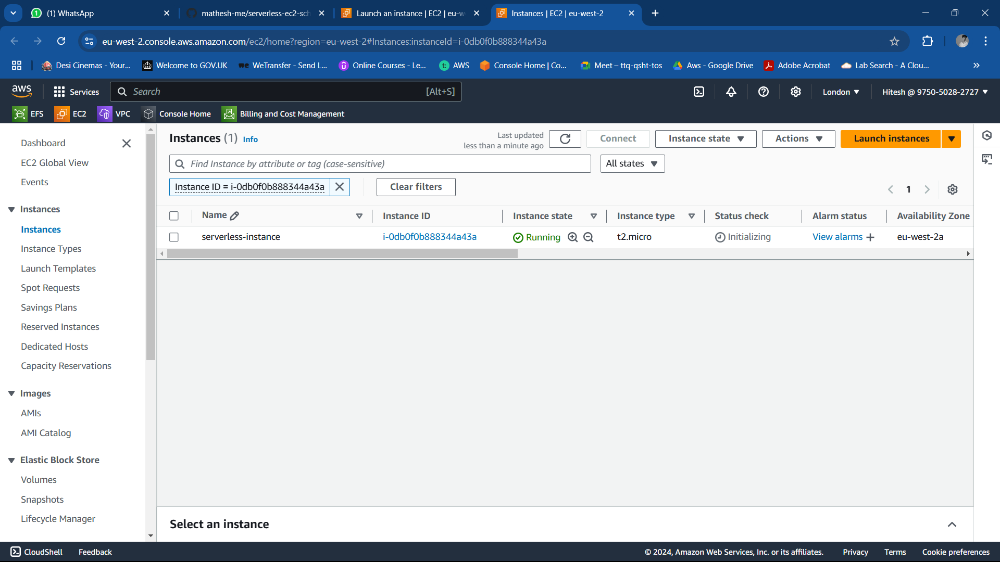 (1) WhatsApp
mathesh-me/serverless-ec2-sch
Launch an instance | EC2 | eu-w
Instances | EC2 | eu-west-2
eu-west-2.console.aws.amazon.com/ec2/home?region=eu-west-2#Instances:instanceId=i-0db0f0b888344a43a
Desi Cinemas - Your...
Welcome to GOV.UK
we WeTransfer - Send L...
Online Courses - Le...
t: AWS
Console Home | Co...
Meet – ttq-qsht-tos
Aws - Google Drive
Adobe Acrobat
Lab Search - A Clou...
»
aws
Services
Search
[Alt+S]
London
Hitesh @ 9750-5028-2727
EFS
EC2
VPC
Console Home
Billing and Cost Management
Dashboard
EC2 Global View
Events
Instances
Instances
Instance Types
Launch Templates
Spot Requests
Savings Plans
Reserved Instances
Dedicated Hosts
Capacity Reservations
Images
AMIs
AMI Catalog
Elastic Block Store
Volumes
Snapshots
Lifecycle Manager
Instances (1) Info
Last updated
less than a minute ago
Connect
Instance state
Actions
Launch instances
Find Instance by attribute or tag (case-sensitive)
All states
Instance ID = i-0db0f0b888344a43a
Clear filters
1
Name
Instance ID
Instance state
Instance type
Status check
Alarm status
Availability Zone
serverless-instance
i-0db0f0b888344a43a
Running
t2.micro
Initializing
View alarms +
eu-west-2a
Select an instance
CloudShell
Feedback
© 2024, Amazon Web Services, Inc. or its affiliates.
Privacy
Terms
Cookie preferences